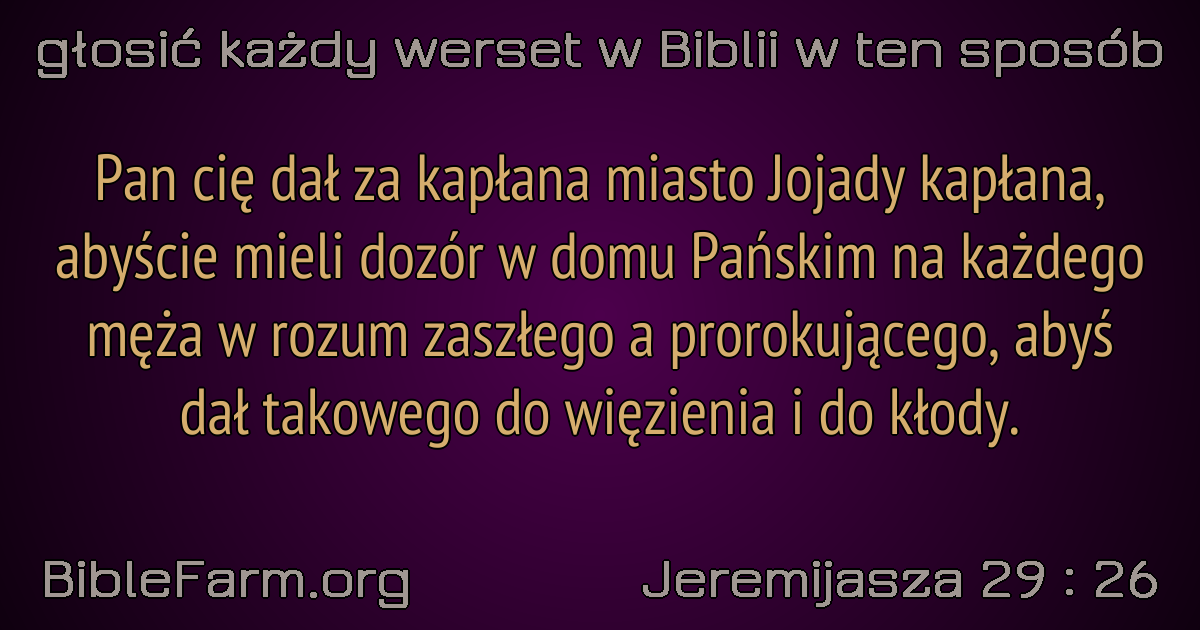 głosić każdy werset w Biblii w ten sposób
Pan cię dał za kapłana miasto Jojady kapłana,
abyście mieli dozór w domu Pańskim na każdego
męża w rozum zaszłego a prorokującego, abyś
dał takowego do więzienia i do kłody.
BibleFarm.org
Jeremijasza 29 : 26